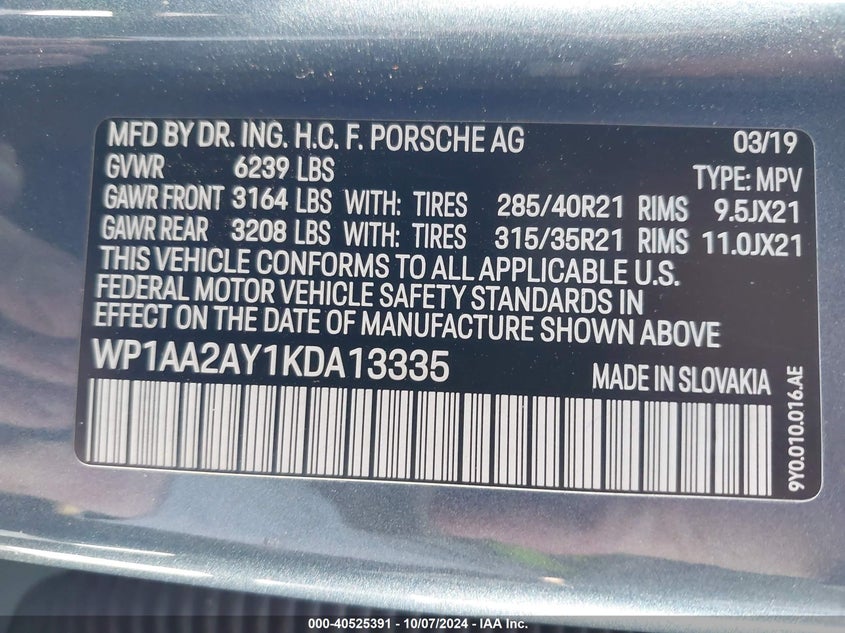 MFD BY DR. ING. H.C. F. PORSCHE AG 03/19
GVWR 6239 LBS TYPE: MPV
GAWR FRONT 3164 LBS WITH: TIRES 285/40R21 RIMS 9.5JX21
GAWR REAR 3208 LBS WITH: TIRES 315/35R21 RIMS 11.0JX21
THIS VEHICLE CONFORMS TO ALL APPLICABLE U.S.
FEDERAL MOTOR VEHICLE SAFETY STANDARDS IN
EFFECT ON THE DATE OF MANUFACTURE SHOWN ABOVE
WP1AA2AY1KDA13335 MADE IN SLOVAKIA
9Y0.010.016.AE
000-40525391 - 10/07/2024 - © IAA Inc.